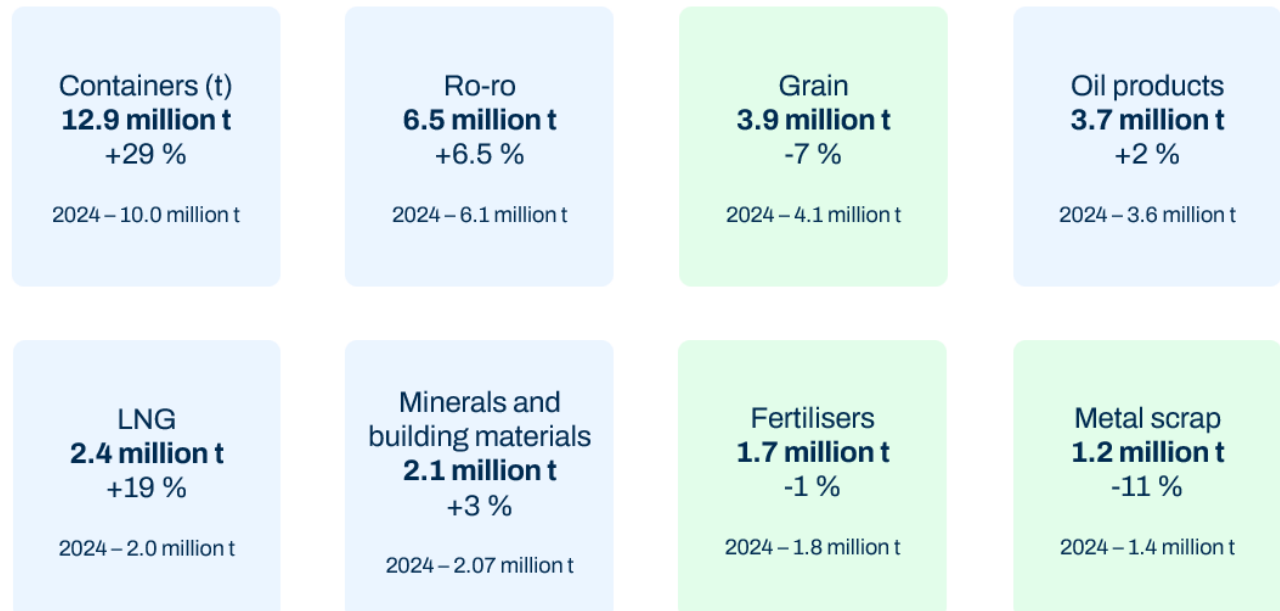 Containers (t)
12.9 million t
+29 %
2024 – 10.0 million t
Ro-ro
6.5 million t
+6.5 %
2024 – 6.1 million t
Grain
3.9 million t
-7 %
2024 – 4.1 million t
Oil products
3.7 million t
+2 %
2024 – 3.6 million t
LNG
2.4 million t
+19 %
2024 – 2.0 million t
Minerals and
building materials
2.1 million t
+3 %
2024 – 2.07 million t
Fertilisers
1.7 million t
-1 %
2024 – 1.8 million t
Metal scrap
1.2 million t
-11 %
2024 – 1.4 million t